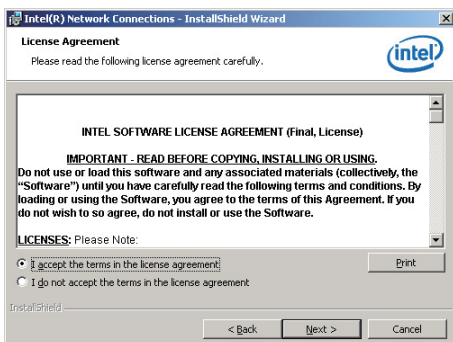 Intel(R) Network Connections - InstallShield Wizard
License Agreement
Please read the following license agreement carefully.
intel
INTEL SOFTWARE LICENSE AGREEMENT (Final, License)
IMPORTANT - READ BEFORE COPYING, INSTALLING OR USING.
Do not use or load this software and any associated materials (collectively, the
"Software") until you have carefully read the following terms and conditions. By
loading or using the Software, you agree to the terms of this Agreement. If you
do not wish to so agree, do not install or use the Software.
LICENSES: Please Note:
I accept the terms in the license agreement
Print
I do not accept the terms in the license agreement
InstallShield
< Back
Next >
Cancel